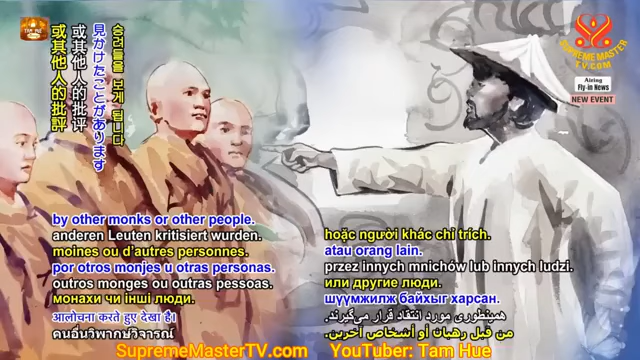 SUPREME MASTER
TV.COM
Airing
Fly-in News
NEW EVENT
或其他人的批評
或其他人的批评
見かけたことがあります
승려들을 보게 됩니다
by other monks or other people.
anderen Leuten kritisiert wurden.
moines ou d'autres personnes.
por otros monjes u otras personas.
outros monges ou outras pessoas.
монахи чи інші люди.
आलोचना करते हुए देखा है।
คนอื่นวิพากษ์วิจารณ์
hoặc người khác chỉ trích.
atau orang lain.
przez innych mnichów lub innych ludzi.
или другие люди.
шүүмжилж байхыг харсан.
همینطوری مورد انتقاد قرار می‌گیرند.
من قبل رهبان أو أشخاص آخرين.
SupremeMasterTV.com
YouTuber: Tam Hue